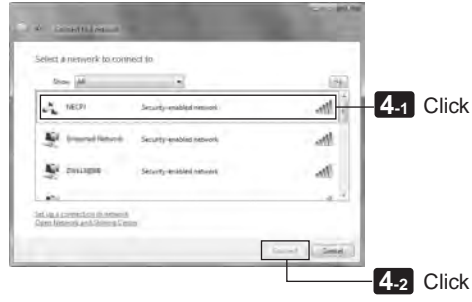 Connect to a network
Select a network to connect to
Show All
NECPJ Security-enabled network
Unnamed Network Security-enabled network
Security-enabled network
Set up a connection or network
Open Network and Sharing Center
Connect Cancel
4-1 Click
4-2 Click